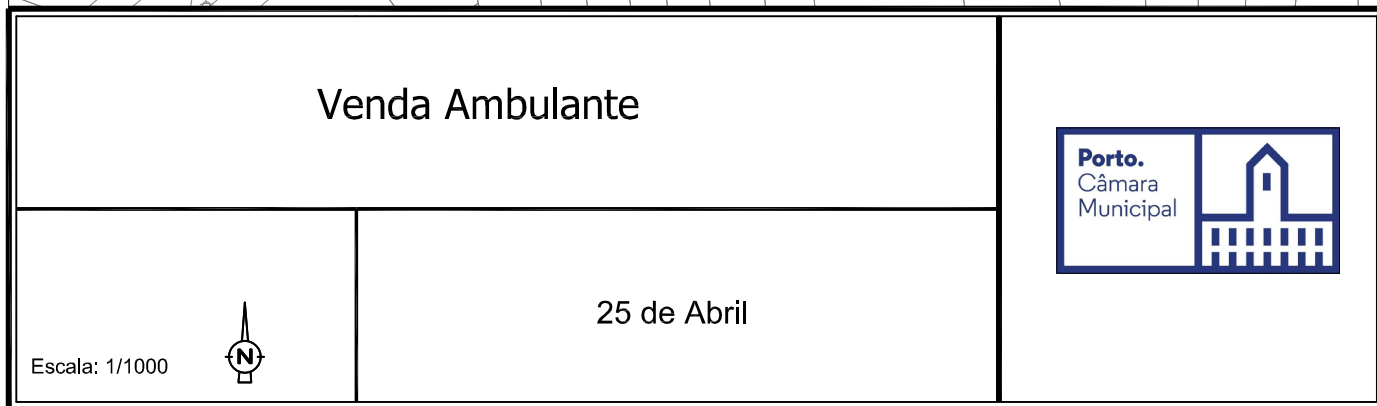 Venda Ambulante
Porto.
Câmara
Municipal
25 de Abril
Escala: 1/1000
N